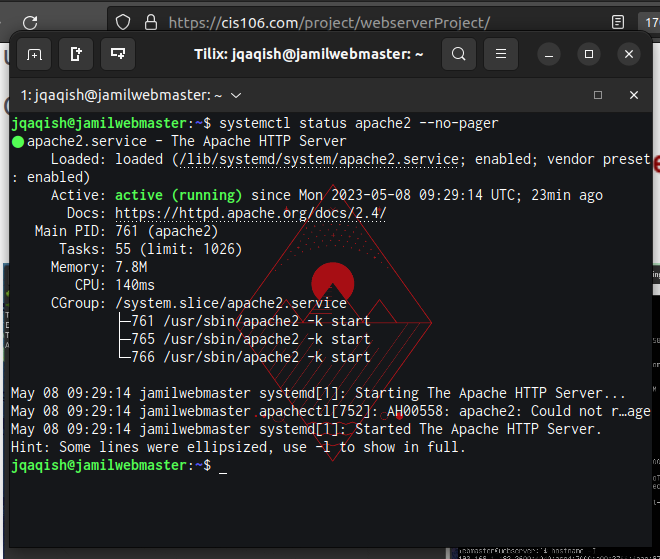 https://cis106.com/project/webserverProject/
Tilix: jqaqish@jamilwebmaster: ~
1: jqaqish@jamilwebmaster: ~
jqaqish@jamilwebmaster:~$ systemctl status apache2 --no-pager
● apache2.service - The Apache HTTP Server
Loaded: loaded (/lib/systemd/system/apache2.service; enabled; vendor preset
: enabled)
Active: active (running) since Mon 2023-05-08 09:29:14 UTC; 23min ago
Docs: https://httpd.apache.org/docs/2.4/
Main PID: 761 (apache2)
Tasks: 55 (limit: 1026)
Memory: 7.8M
CPU: 140ms
CGroup: /system.slice/apache2.service
├─761 /usr/sbin/apache2 -k start
├─765 /usr/sbin/apache2 -k start
└─766 /usr/sbin/apache2 -k start
May 08 09:29:14 jamilwebmaster systemd[1]: Starting The Apache HTTP Server...
May 08 09:29:14 jamilwebmaster apachectl[752]: AH00558: apache2: Could not r…age
May 08 09:29:14 jamilwebmaster systemd[1]: Started The Apache HTTP Server.
Hint: Some lines were ellipsized, use -l to show in full.
jqaqish@jamilwebmaster:~$ _